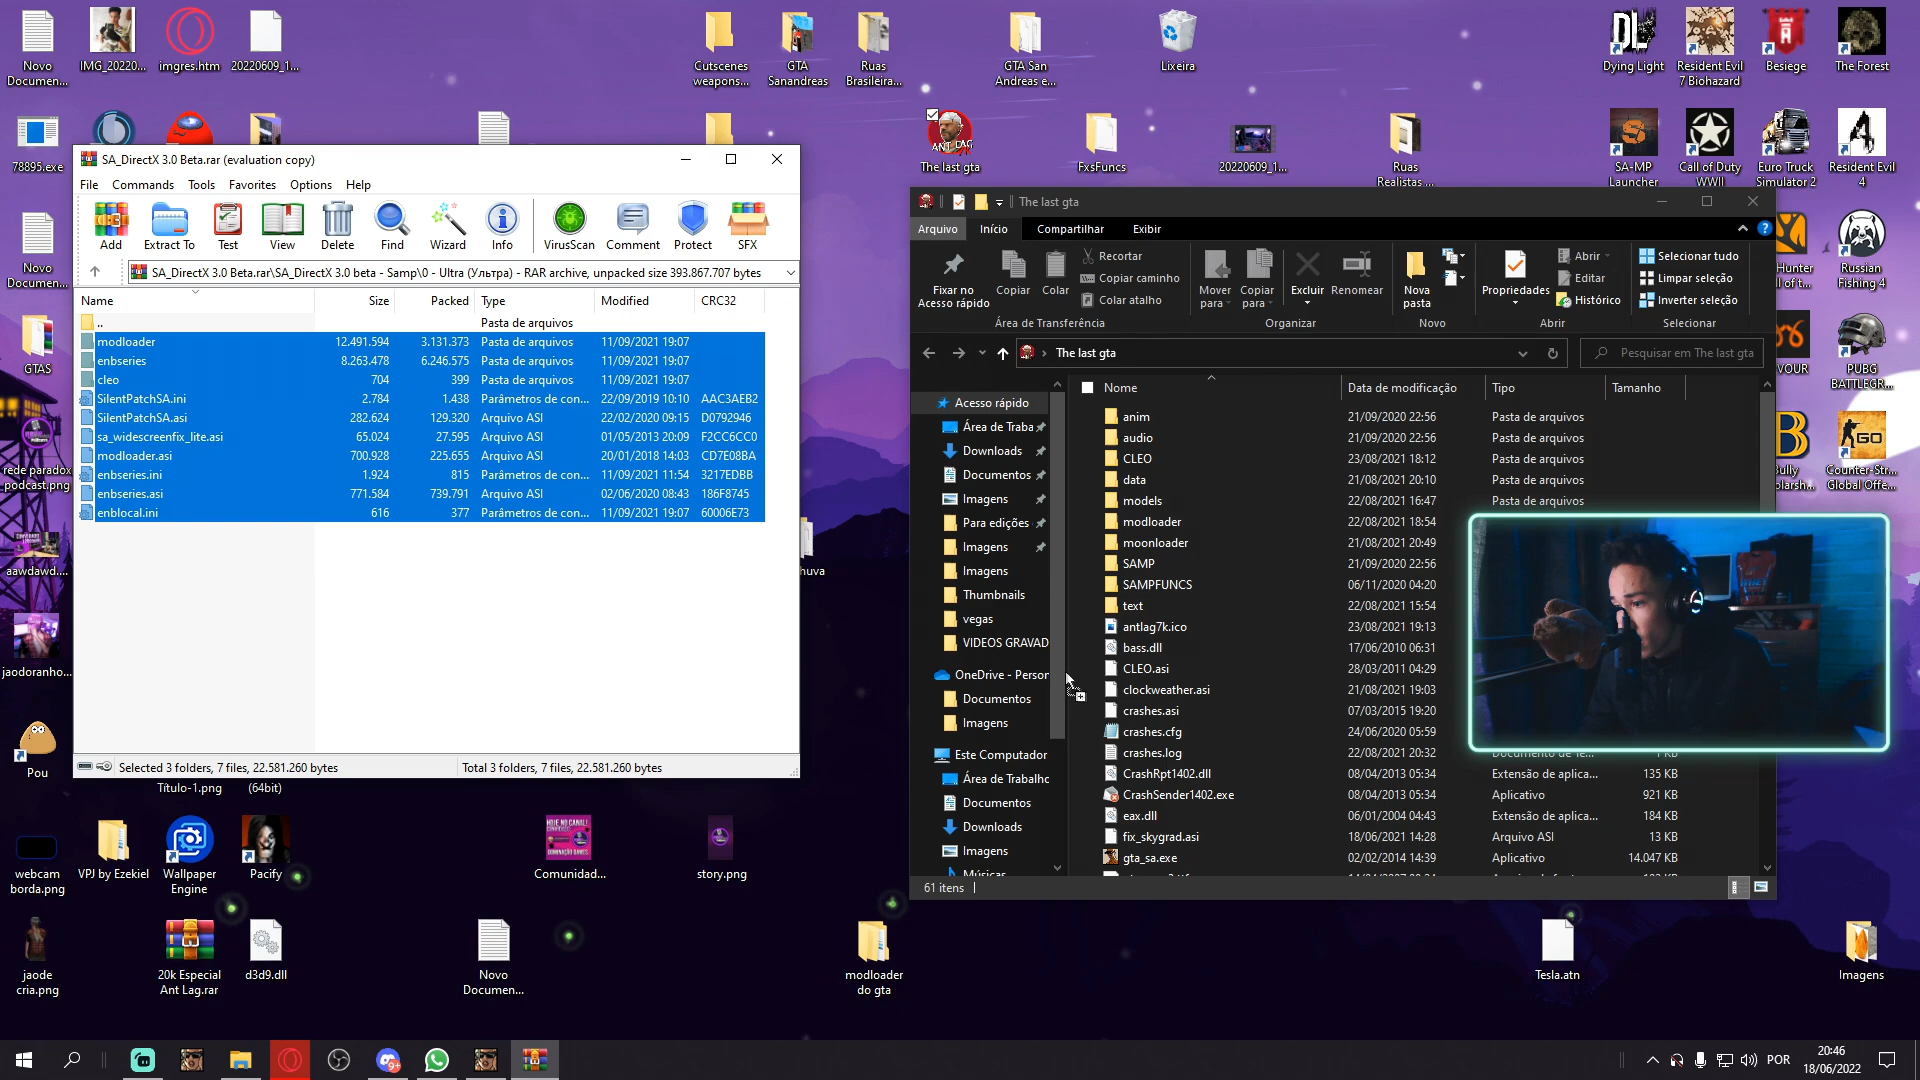 Novo
Documen...
IMG_20220...
imgres.htm
20220609_1...
Cutscenes
weapons...
GTA
Sanandreas
Ruas
Brasileira...
GTA San
Andreas e...
Lixeira
Dying Light
Resident Evil
7 Biohazard
Besiege
The Forest
78895.exe
The last gta
FxsFuncs
20220609_1...
Ruas
Realistas ...
SA-MP
Launcher
Call of Duty
WWII
Euro Truck
Simulator 2
Resident Evil
4
SA_DirectX 3.0 Beta.rar (evaluation copy)
File Commands Tools Favorites Options Help
Add Extract To Test View Delete Find Wizard Info VirusScan Comment Protect SFX
SA_DirectX 3.0 Beta.rar\SA_DirectX 3.0 beta - Samp\0 - Ultra (Ультра) - RAR archive, unpacked size 393.867.707 bytes
Name Size Packed Type Modified CRC32
.. Pasta de arquivos
modloader 12.491.594 3.131.373 Pasta de arquivos 11/09/2021 19:07
enbseries 8.263.478 6.246.575 Pasta de arquivos 11/09/2021 19:07
cleo 704 399 Pasta de arquivos 11/09/2021 19:07
SilentPatchSA.ini 2.784 1.438 Parâmetros de con... 22/09/2019 10:10 AAC3AEB2
SilentPatchSA.asi 282.624 129.320 Arquivo ASI 22/02/2020 09:15 D0792946
sa_widescreenfix_lite.asi 65.024 27.595 Arquivo ASI 01/05/2013 20:09 F2CC6CC0
modloader.asi 700.928 225.655 Arquivo ASI 20/01/2018 14:03 CD7E08BA
enbseries.ini 1.924 815 Parâmetros de con... 11/09/2021 11:54 3217EDBB
enbseries.asi 771.584 739.791 Arquivo ASI 02/06/2020 08:43 186F8745
enblocal.ini 616 377 Parâmetros de con... 11/09/2021 19:07 60006E73
Selected 3 folders, 7 files, 22.581.260 bytes
Total 3 folders, 7 files, 22.581.260 bytes
The last gta
Arquivo Início Compartilhar Exibir
Fixar no
Acesso rápido
Copiar
Colar
Recortar
Copiar caminho
Colar atalho
Área de Transferência
Mover
para
Copiar
para
Excluir
Renomear
Organizar
Nova
pasta
Novo
Propriedades
Abrir
Editar
Histórico
Abrir
Selecionar tudo
Limpar seleção
Inverter seleção
Selecionar
The last gta
Pesquisar em The last gta
Acesso rápido
Área de Traba
Downloads
Documentos
Imagens
Para edições
Imagens
Imagens
Thumbnails
vegas
VIDEOS GRAVAD
OneDrive - Person
Documentos
Imagens
Este Computador
Área de Trabalho
Documentos
Downloads
Imagens
Músicas
Nome Data de modificação Tipo Tamanho
anim 21/09/2020 22:56 Pasta de arquivos
audio 21/09/2020 22:56 Pasta de arquivos
CLEO 23/08/2021 18:12 Pasta de arquivos
data 21/08/2021 20:10 Pasta de arquivos
models 22/08/2021 16:47 Pasta de arquivos
modloader 22/08/2021 18:54
moonloader 21/08/2021 20:49
SAMP 21/09/2020 22:56
SAMPFUNCS 06/11/2020 04:20
text 22/08/2021 15:54
antlag7k.ico 23/08/2021 19:13
bass.dll 17/06/2010 06:31
CLEO.asi 28/03/2011 04:29
clockweather.asi 21/08/2021 19:03
crashes.asi 07/03/2015 19:20
crashes.cfg 24/06/2020 05:59
crashes.log 22/08/2021 20:32
CrashRpt1402.dll 08/04/2013 05:34 Extensão de aplica... 135 KB
CrashSender1402.exe 08/04/2013 05:34 Aplicativo 921 KB
eax.dll 06/01/2004 04:43 Extensão de aplica... 184 KB
fix_skygrad.asi 18/06/2021 14:28 Arquivo ASI 13 KB
gta_sa.exe 02/02/2014 14:39 Aplicativo 14.047 KB
61 itens
Novo
Documen...
GTAS
rede paradox
podcast.png
aawdawd....
jaodoranho...
Pou
Título-1.png
(64bit)
huva
Russian
Fishing 4
PUBG
BATTLEGR...
Counter-Str...
Global Offe...
webcam
borda.png
VPJ by Ezekiel
Wallpaper
Engine
Pacify
Comunidad...
story.png
jaode
cria.png
20k Especial
Ant Lag.rar
d3d9.dll
Novo
Documen...
modloader
do gta
Tesla.atn
Imagens
POR
20:46
18/06/2022